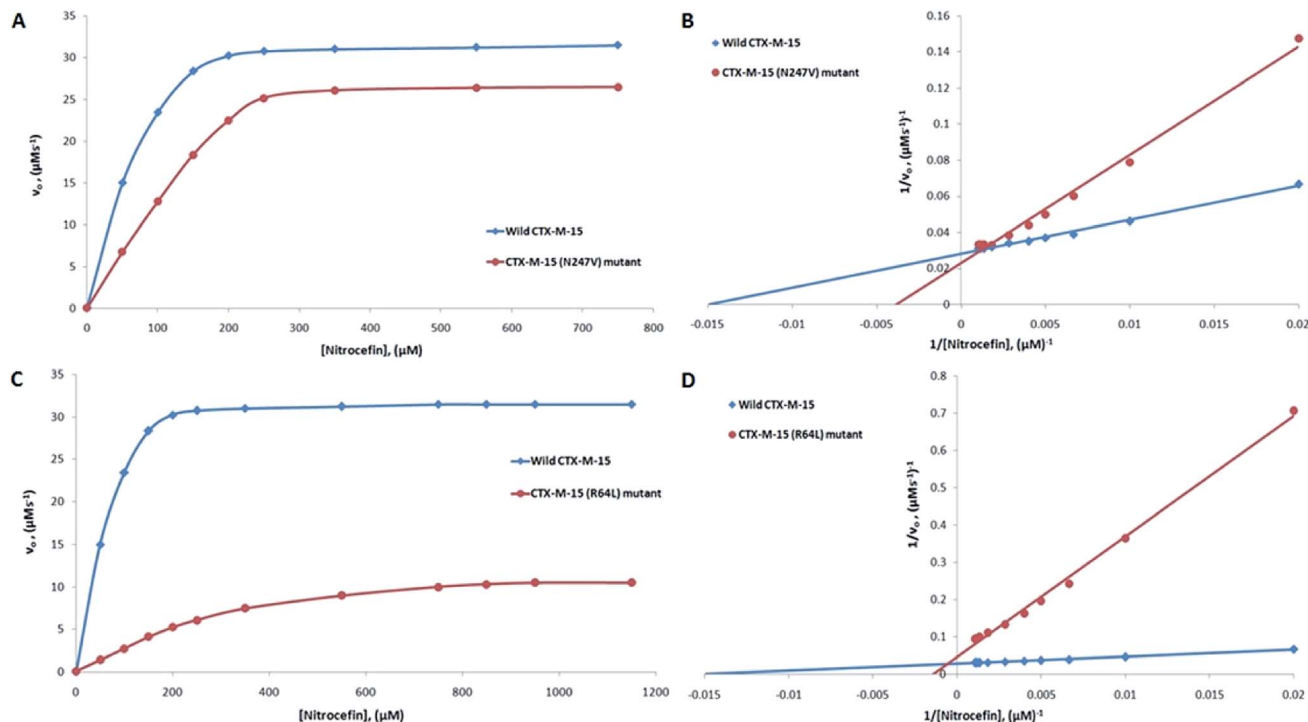 A
35
30
25
20
15
10
5
0
0 100 200 300 400 500 600 700 800
v₀ , (µMs⁻¹)
[Nitrocefin], (µM)
Wild CTX-M-15
CTX-M-15 (N247V) mutant
B
Wild CTX-M-15
CTX-M-15 (N247V) mutant
0.16
0.14
0.12
0.1
0.08
0.06
0.04
0.02
0
-0.015 -0.01 -0.005 0 0.005 0.01 0.015 0.02
1/v₀ , (µMs⁻¹)⁻¹
1/[Nitrocefin], (µM)⁻¹
C
35
30
25
20
15
10
5
0
0 200 400 600 800 1000 1200
v₀ , (µMs⁻¹)
[Nitrocefin], (µM)
Wild CTX-M-15
CTX-M-15 (R64L) mutant
D
Wild CTX-M-15
CTX-M-15 (R64L) mutant
0.8
0.7
0.6
0.5
0.4
0.3
0.2
0.1
0
-0.015 -0.01 -0.005 0 0.005 0.01 0.015 0.02
1/v₀ , (µMs⁻¹)⁻¹
1/[Nitrocefin], (µM)⁻¹